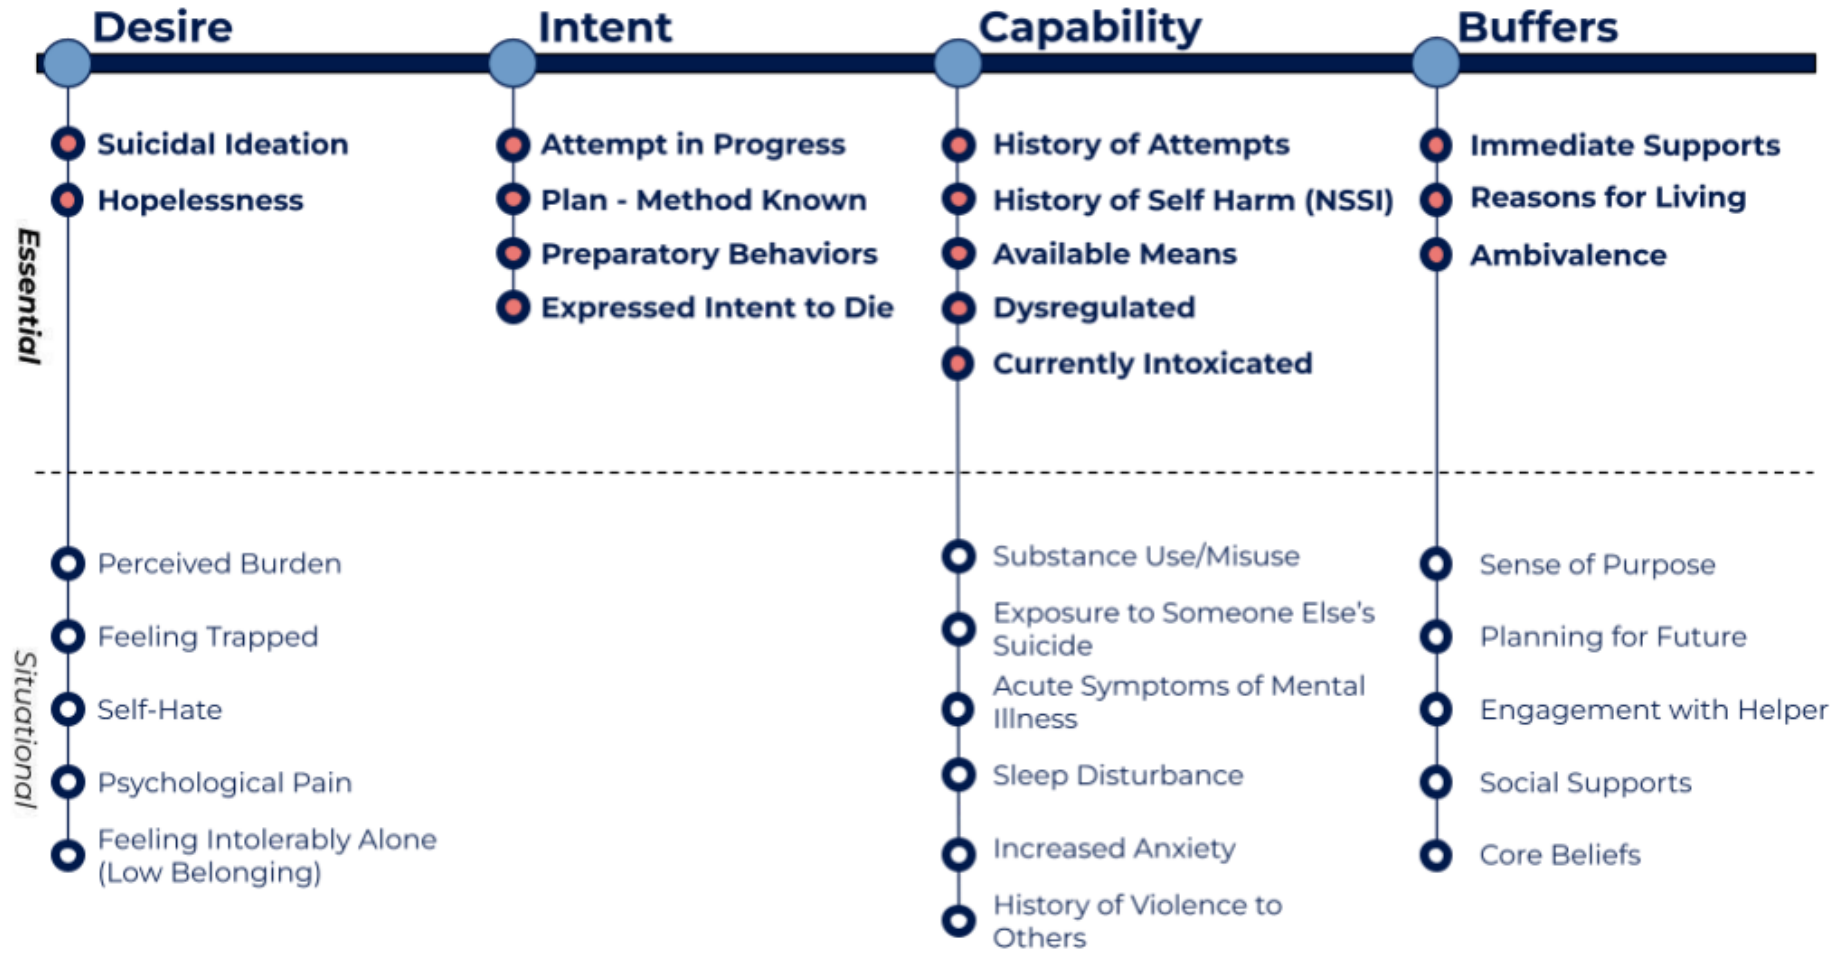 Desire
Intent
Capability
Buffers
Essential
Suicidal Ideation
Hopelessness
Attempt in Progress
Plan - Method Known
Preparatory Behaviors
Expressed Intent to Die
History of Attempts
History of Self Harm (NSSI)
Available Means
Dysregulated
Currently Intoxicated
Immediate Supports
Reasons for Living
Ambivalence
Situational
Perceived Burden
Feeling Trapped
Self-Hate
Psychological Pain
Feeling Intolerably Alone
(Low Belonging)
Substance Use/Misuse
Exposure to Someone Else's
Suicide
Acute Symptoms of Mental
Illness
Sleep Disturbance
Increased Anxiety
History of Violence to
Others
Sense of Purpose
Planning for Future
Engagement with Helper
Social Supports
Core Beliefs